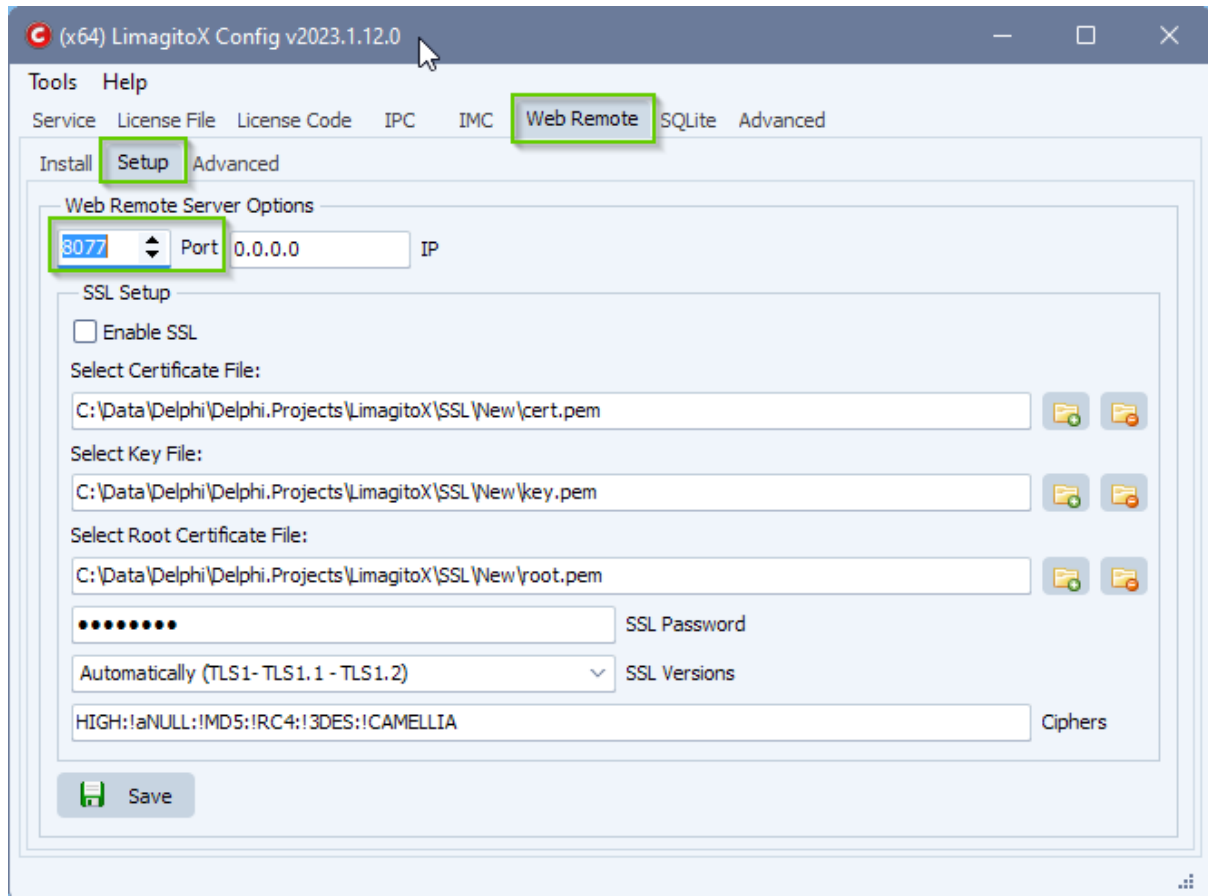 (x64) LimagitoX Config v2023.1.12.0
Tools Help
Service License File License Code IPC IMC Web Remote SQLite Advanced
Install Setup Advanced
Web Remote Server Options
8077 Port 0.0.0.0 IP
SSL Setup
Enable SSL
Select Certificate File:
C:\Data\Delphi\Delphi.Projects\LimagitoX\SSL\New\cert.pem
Select Key File:
C:\Data\Delphi\Delphi.Projects\LimagitoX\SSL\New\key.pem
Select Root Certificate File:
C:\Data\Delphi\Delphi.Projects\LimagitoX\SSL\New\root.pem
●●●●●●●● SSL Password
Automatically (TLS1- TLS1.1 - TLS1.2) SSL Versions
HIGH:!aNULL:!MD5:!RC4:!3DES:!CAMELLIA Ciphers
Save